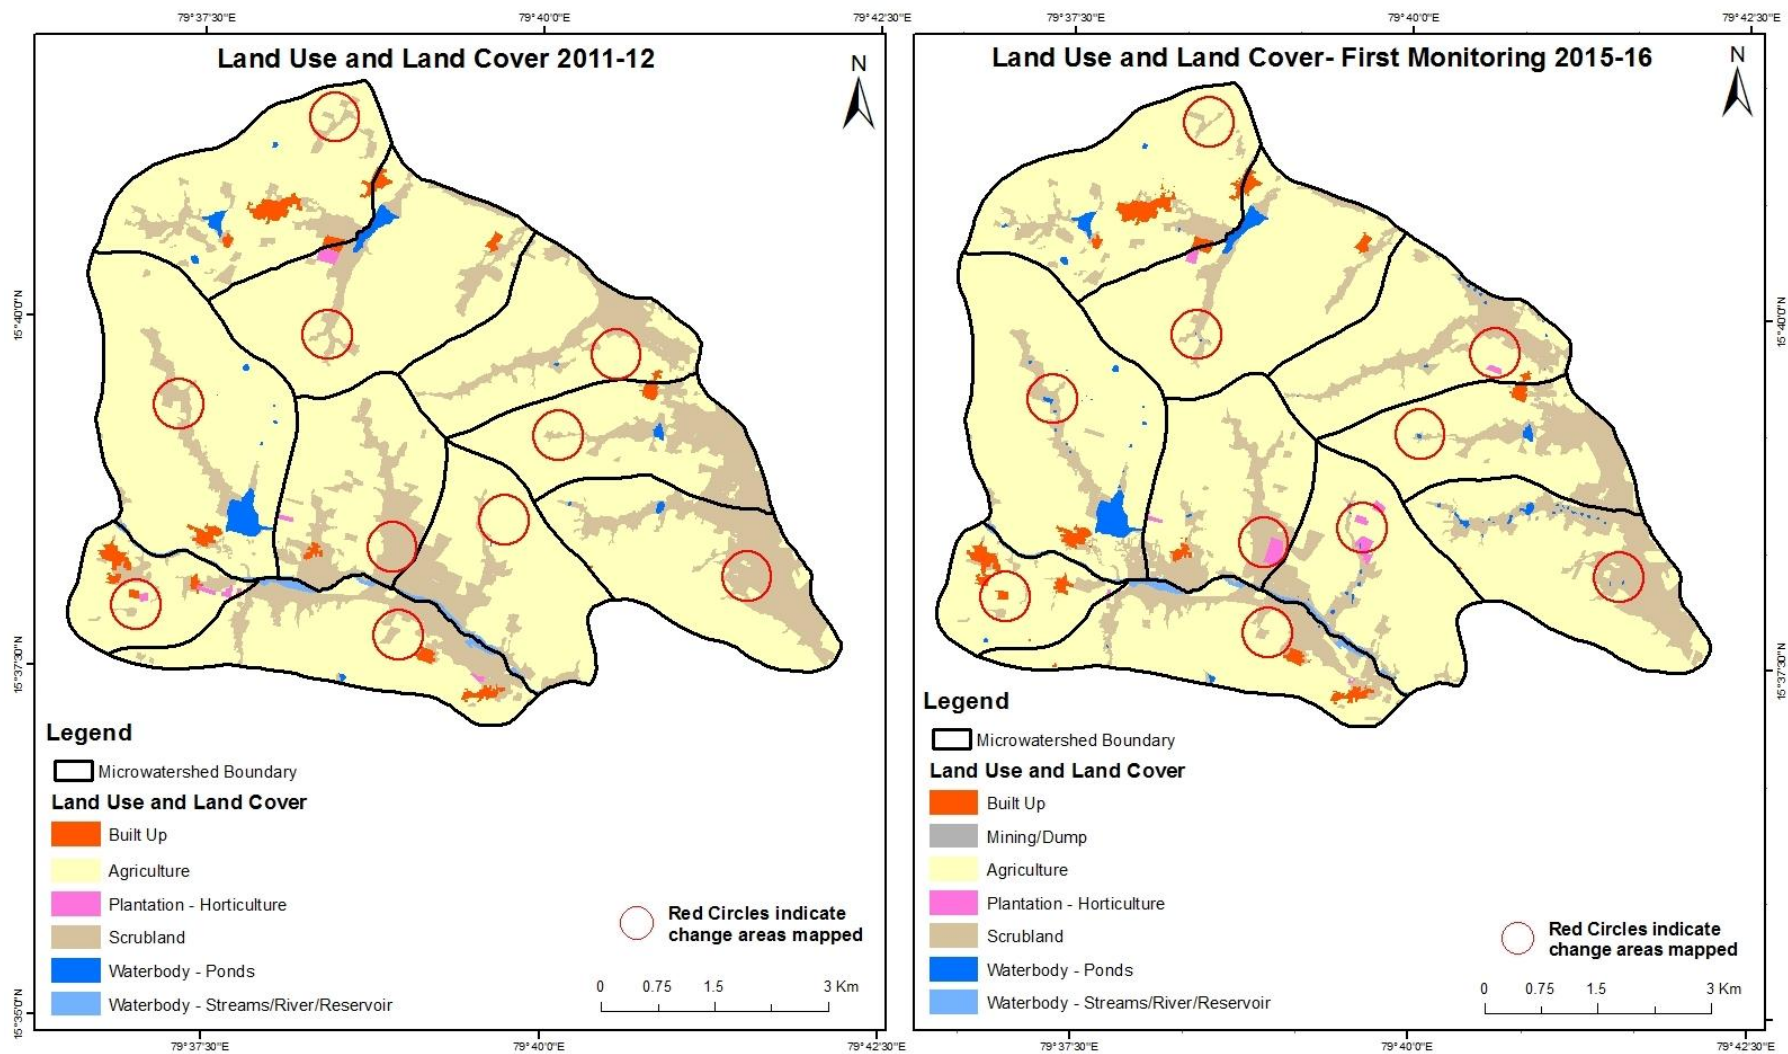 79°37'30"E 79°40'0"E 79°42'30"E
Land Use and Land Cover 2011-12
N
15°40'0"N
15°37'30"N
15°35'0"N
Legend
Microwatershed Boundary
Land Use and Land Cover
Built Up
Agriculture
Plantation - Horticulture
Scrubland
Waterbody - Ponds
Waterbody - Streams/River/Reservoir
Red Circles indicate
change areas mapped
0 0.75 1.5 3 Km
79°37'30"E 79°40'0"E 79°42'30"E
79°37'30"E 79°40'0"E 79°42'30"E
Land Use and Land Cover- First Monitoring 2015-16
N
15°40'0"N
15°37'30"N
Legend
Microwatershed Boundary
Land Use and Land Cover
Built Up
Mining/Dump
Agriculture
Plantation - Horticulture
Scrubland
Waterbody - Ponds
Waterbody - Streams/River/Reservoir
Red Circles indicate
change areas mapped
0 0.75 1.5 3 Km
79°37'30"E 79°40'0"E 79°42'30"E